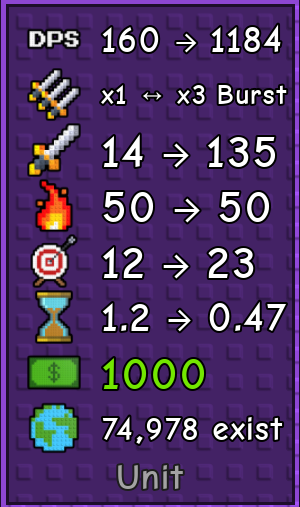 DPS 160 → 1184
x1 ↔ x3 Burst
14 → 135
50 → 50
12 → 23
1.2 → 0.47
$ 1000
74,978 exist
Unit